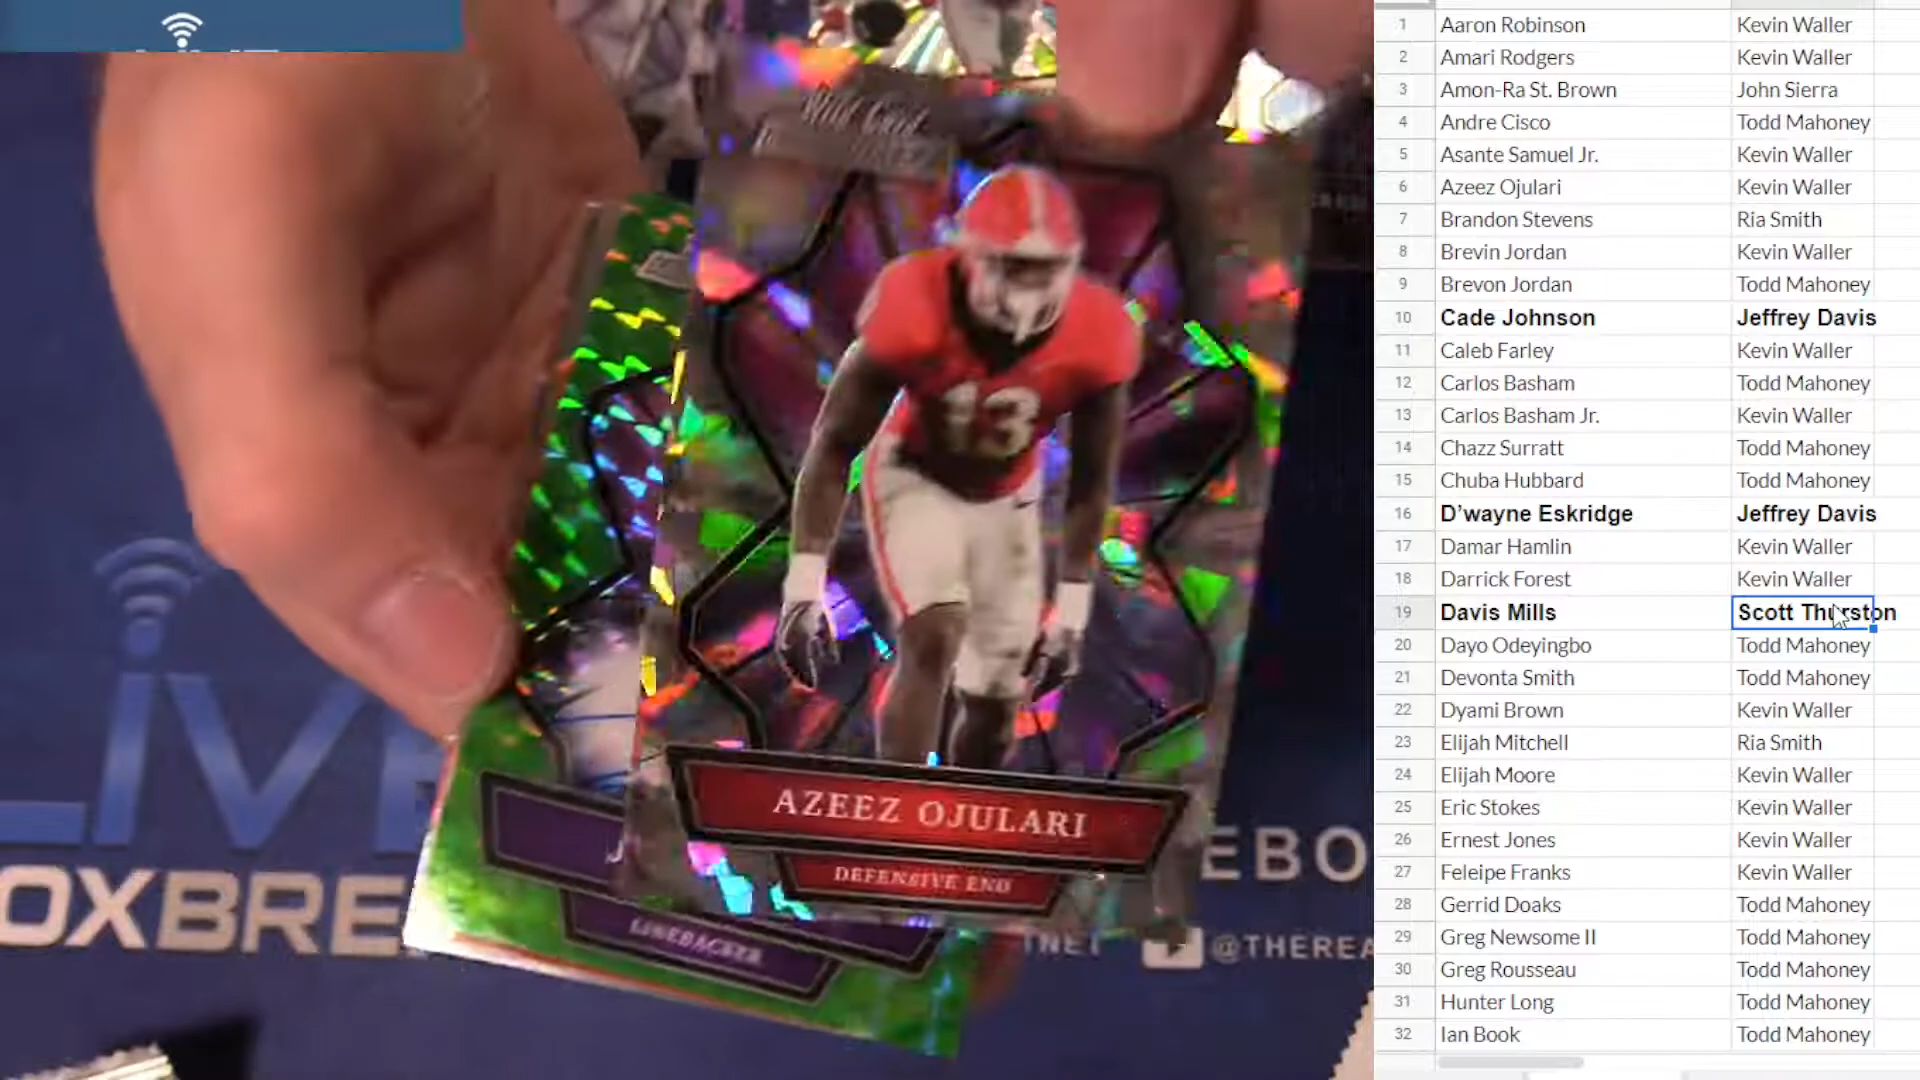 Wild Card
13
AZEEZ OJULARI
DEFENSIVE END
J
LINEBACKER
LIVE
OXBRE
EBO
TNET @THEREA
1 Aaron Robinson Kevin Waller
2 Amari Rodgers Kevin Waller
3 Amon-Ra St. Brown John Sierra
4 Andre Cisco Todd Mahoney
5 Asante Samuel Jr. Kevin Waller
6 Azeez Ojulari Kevin Waller
7 Brandon Stevens Ria Smith
8 Brevin Jordan Kevin Waller
9 Brevon Jordan Todd Mahoney
10 Cade Johnson Jeffrey Davis
11 Caleb Farley Kevin Waller
12 Carlos Basham Todd Mahoney
13 Carlos Basham Jr. Kevin Waller
14 Chazz Surratt Todd Mahoney
15 Chuba Hubbard Todd Mahoney
16 D’wayne Eskridge Jeffrey Davis
17 Damar Hamlin Kevin Waller
18 Darrick Forest Kevin Waller
19 Davis Mills Scott Thurston
20 Dayo Odeyingbo Todd Mahoney
21 Devonta Smith Todd Mahoney
22 Dyami Brown Kevin Waller
23 Elijah Mitchell Ria Smith
24 Elijah Moore Kevin Waller
25 Eric Stokes Kevin Waller
26 Ernest Jones Kevin Waller
27 Feleipe Franks Kevin Waller
28 Gerrid Doaks Todd Mahoney
29 Greg Newsome II Todd Mahoney
30 Greg Rousseau Todd Mahoney
31 Hunter Long Todd Mahoney
32 Ian Book Todd Mahoney